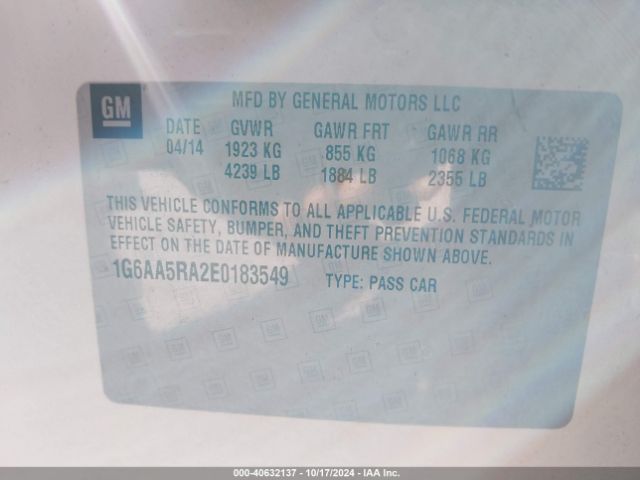 GM
MFD BY GENERAL MOTORS LLC
DATE GVWR GAWR FRT GAWR RR
04/14 1923 KG 855 KG 1068 KG
4239 LB 1884 LB 2355 LB
THIS VEHICLE CONFORMS TO ALL APPLICABLE U.S. FEDERAL MOTOR
VEHICLE SAFETY, BUMPER, AND THEFT PREVENTION STANDARDS IN
EFFECT ON THE DATE OF MANUFACTURE SHOWN ABOVE.
1G6AA5RA2E0183549 TYPE: PASS CAR
000-40632137 - 10/17/2024 - IAA Inc.